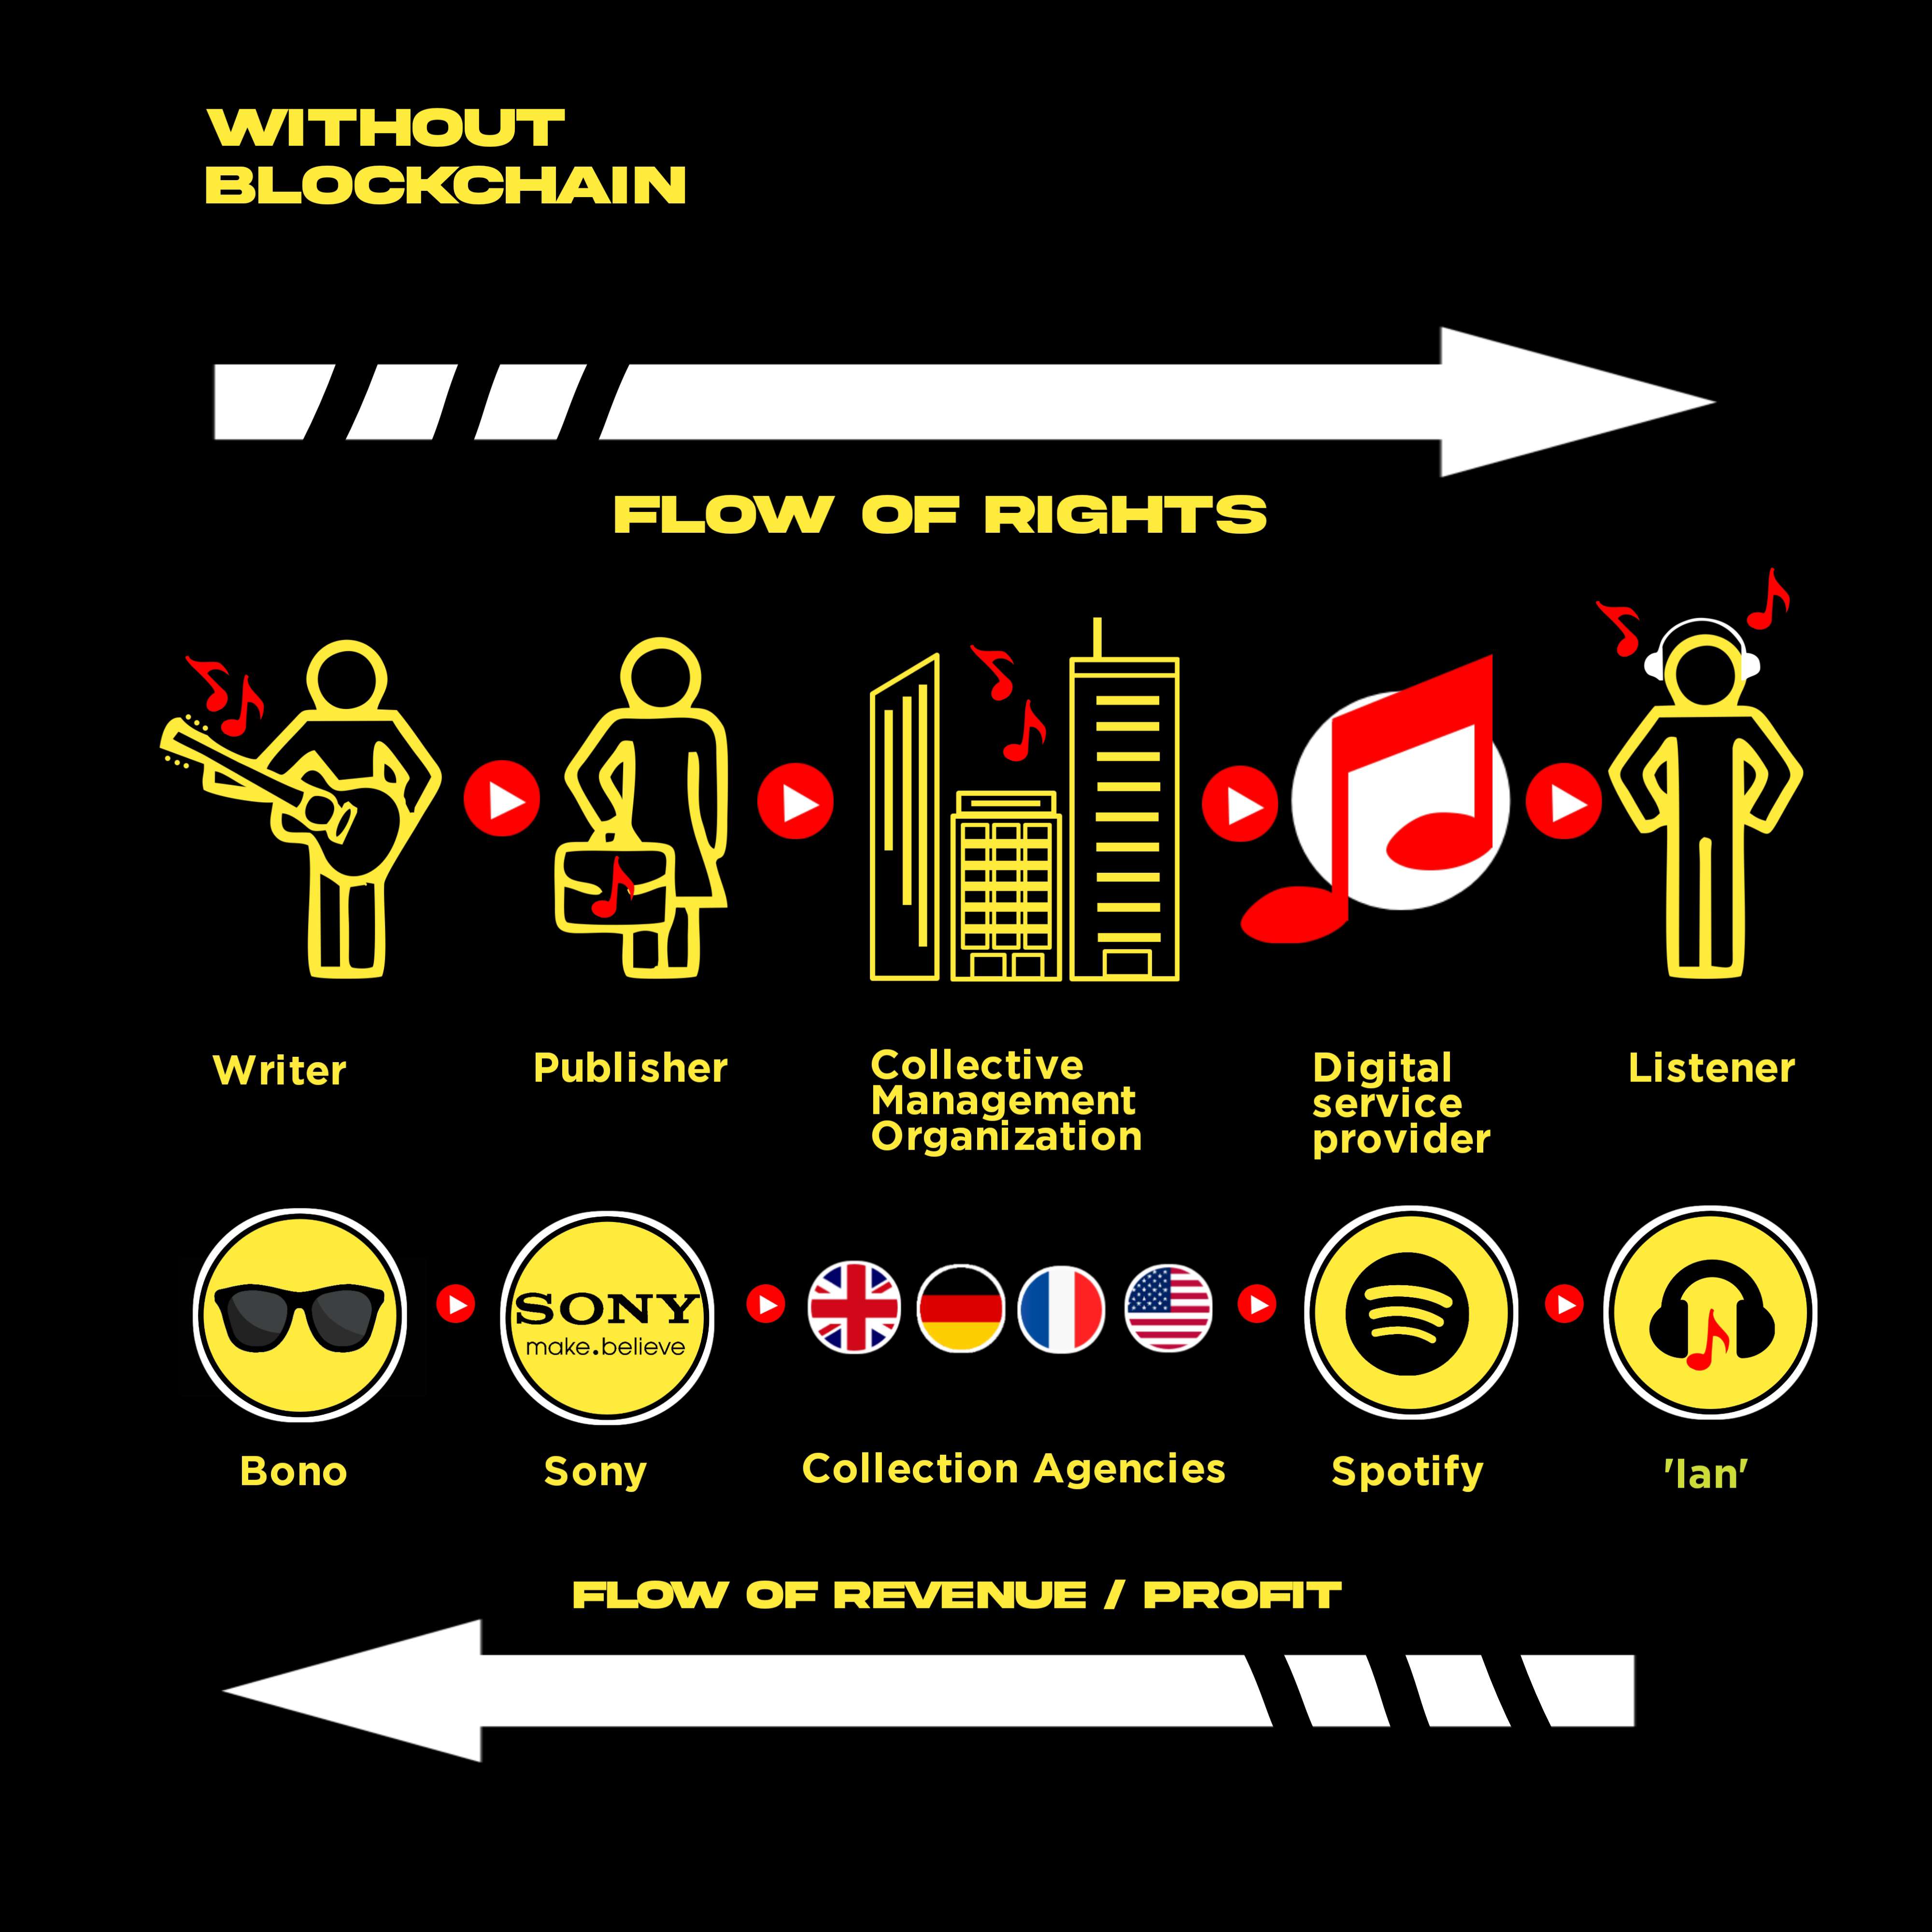 WITHOUT
BLOCKCHAIN
FLOW OF RIGHTS
Writer
Publisher
Collective
Management
Organization
Digital
service
provider
Listener
SONY
make.believe
Bono
Sony
Collection Agencies
Spotify
'Ian'
FLOW OF REVENUE / PROFIT